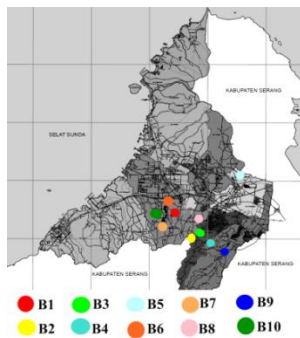 KABUPATEN SERANG
SELAT SUNDA
KABUPATEN SERANG
KABUPATEN SERANG
B1 B3 B5 B7 B9
B2 B4 B6 B8 B10